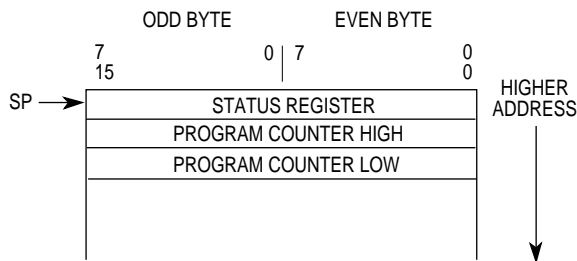 ODD BYTE EVEN BYTE
7 0 7 0
15 0
HIGHER
ADDRESS
SP STATUS REGISTER
PROGRAM COUNTER HIGH
PROGRAM COUNTER LOW